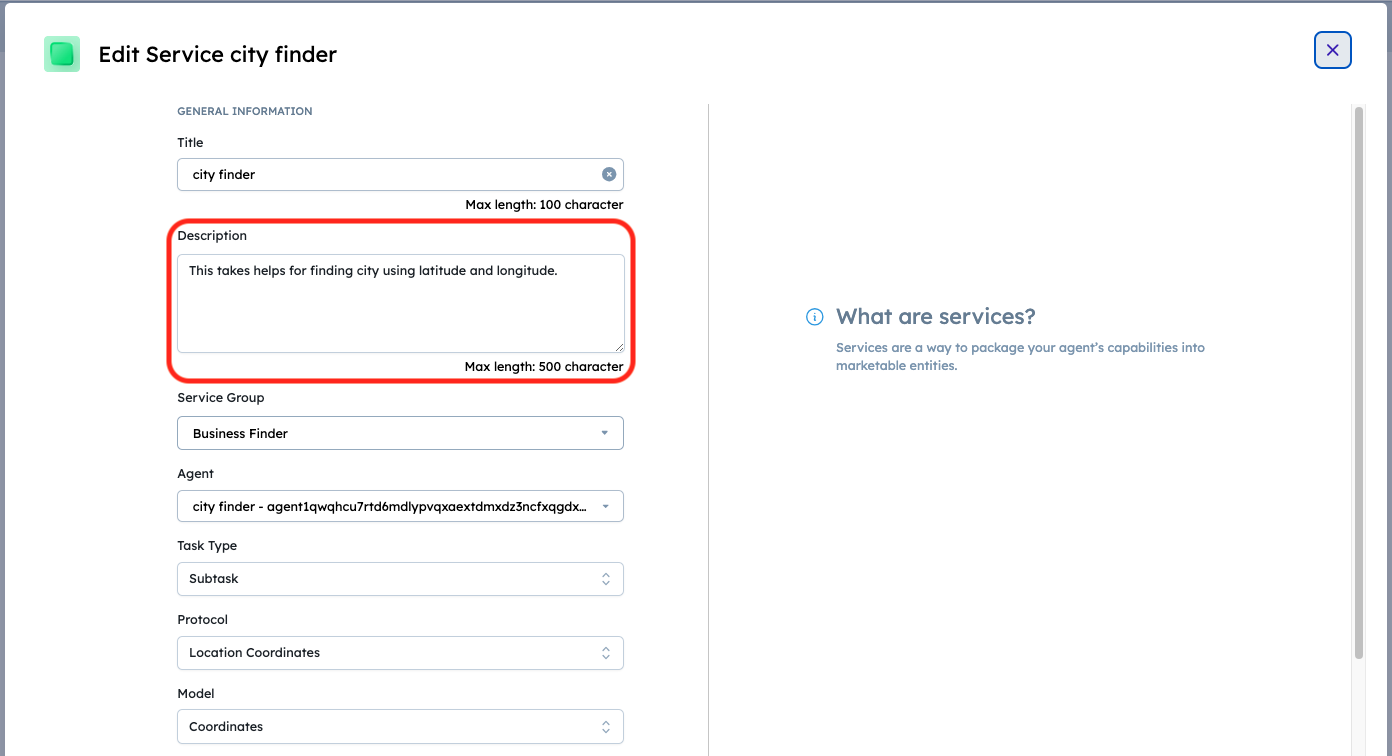 Edit Service city finder
GENERAL INFORMATION
Title
city finder
Max length: 100 character
Description
This takes helps for finding city using latitude and longitude.
Max length: 500 character
Service Group
Business Finder
Agent
city finder - agent1qwqhcu7rtd6mdlypvqxaextdmxdz3ncfxqgdx...
Task Type
Subtask
Protocol
Location Coordinates
Model
Coordinates
What are services?
Services are a way to package your agent's capabilities into
marketable entities.